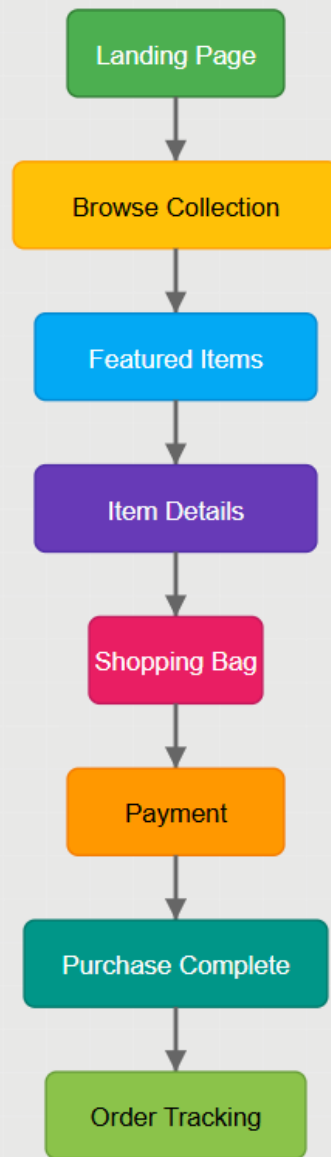 Landing Page
Browse Collection
Featured Items
Item Details
Shopping Bag
Payment
Purchase Complete
Order Tracking